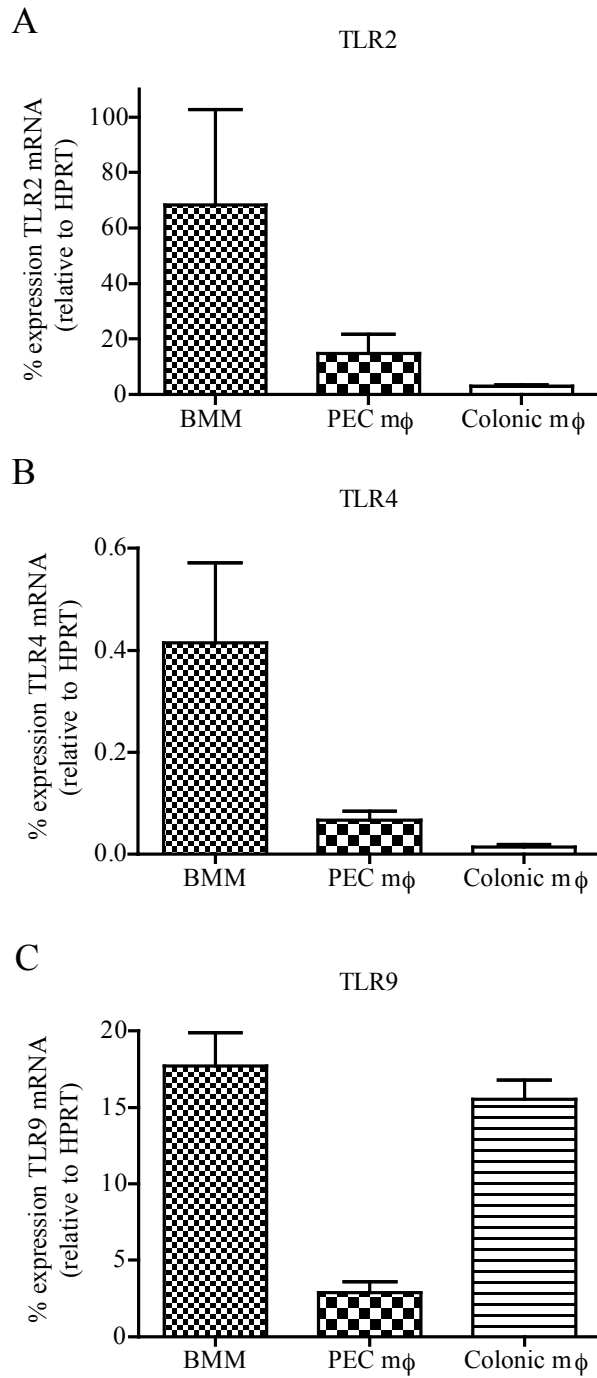 A
TLR2
% expression TLR2 mRNA
(relative to HPRT)
100
80
60
40
20
0
BMM PEC mϕ Colonic mϕ
B
TLR4
% expression TLR4 mRNA
(relative to HPRT)
0.6
0.4
0.2
0.0
BMM PEC mϕ Colonic mϕ
C
TLR9
% expression TLR9 mRNA
(relative to HPRT)
20
15
10
5
0
BMM PEC mϕ Colonic mϕ